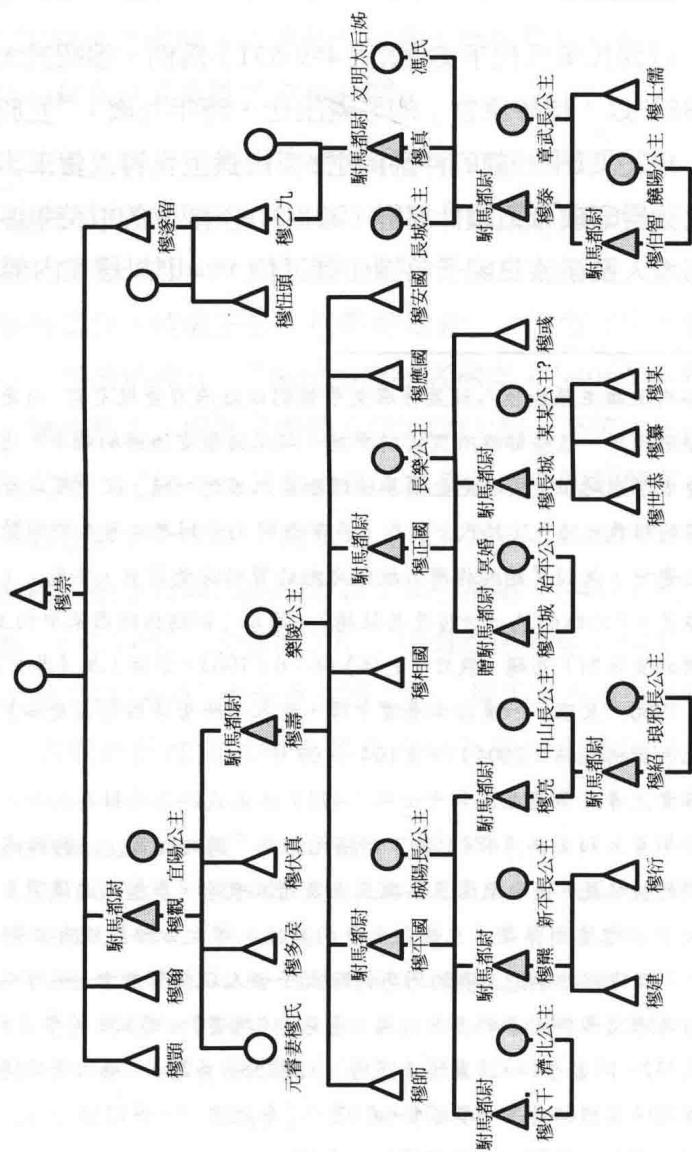 穆崇
穆顗
穆翰
駙馬都尉
穆觀
宜陽公主
穆遂留
元睿妻穆氏
穆多侯
穆伏真
駙馬都尉
穆壽
樂陵公主
穆忸頭
穆乙九
穆師
駙馬都尉
穆平國
城陽長公主
穆相國
駙馬都尉
穆正國
長樂公主
穆應國
穆安國
長城公主
駙馬都尉
穆真
文明太后姊
馮氏
駙馬都尉
穆伏干
濟北公主
駙馬都尉
穆羆
新平長公主
駙馬都尉
穆亮
中山長公主
贈駙馬都尉
穆平城
冥婚
始平公主
駙馬都尉
穆長城
某某公主?
穆彧
駙馬都尉
穆泰
章武長公主
穆建
穆衍
駙馬都尉
穆紹
琅邪長公主
穆世恭
穆纂
穆某
駙馬都尉
穆伯智
饒陽公主
穆士儒